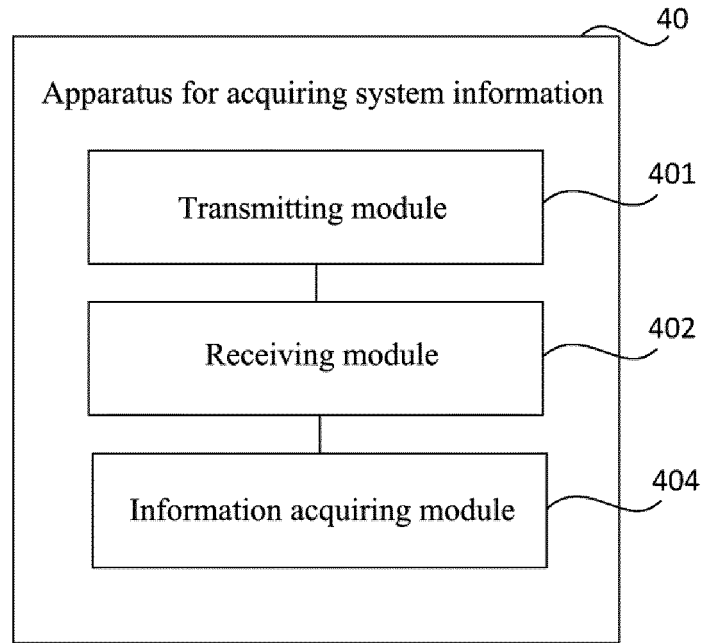 40
Apparatus for acquiring system information
401
Transmitting module
402
Receiving module
404
Information acquiring module